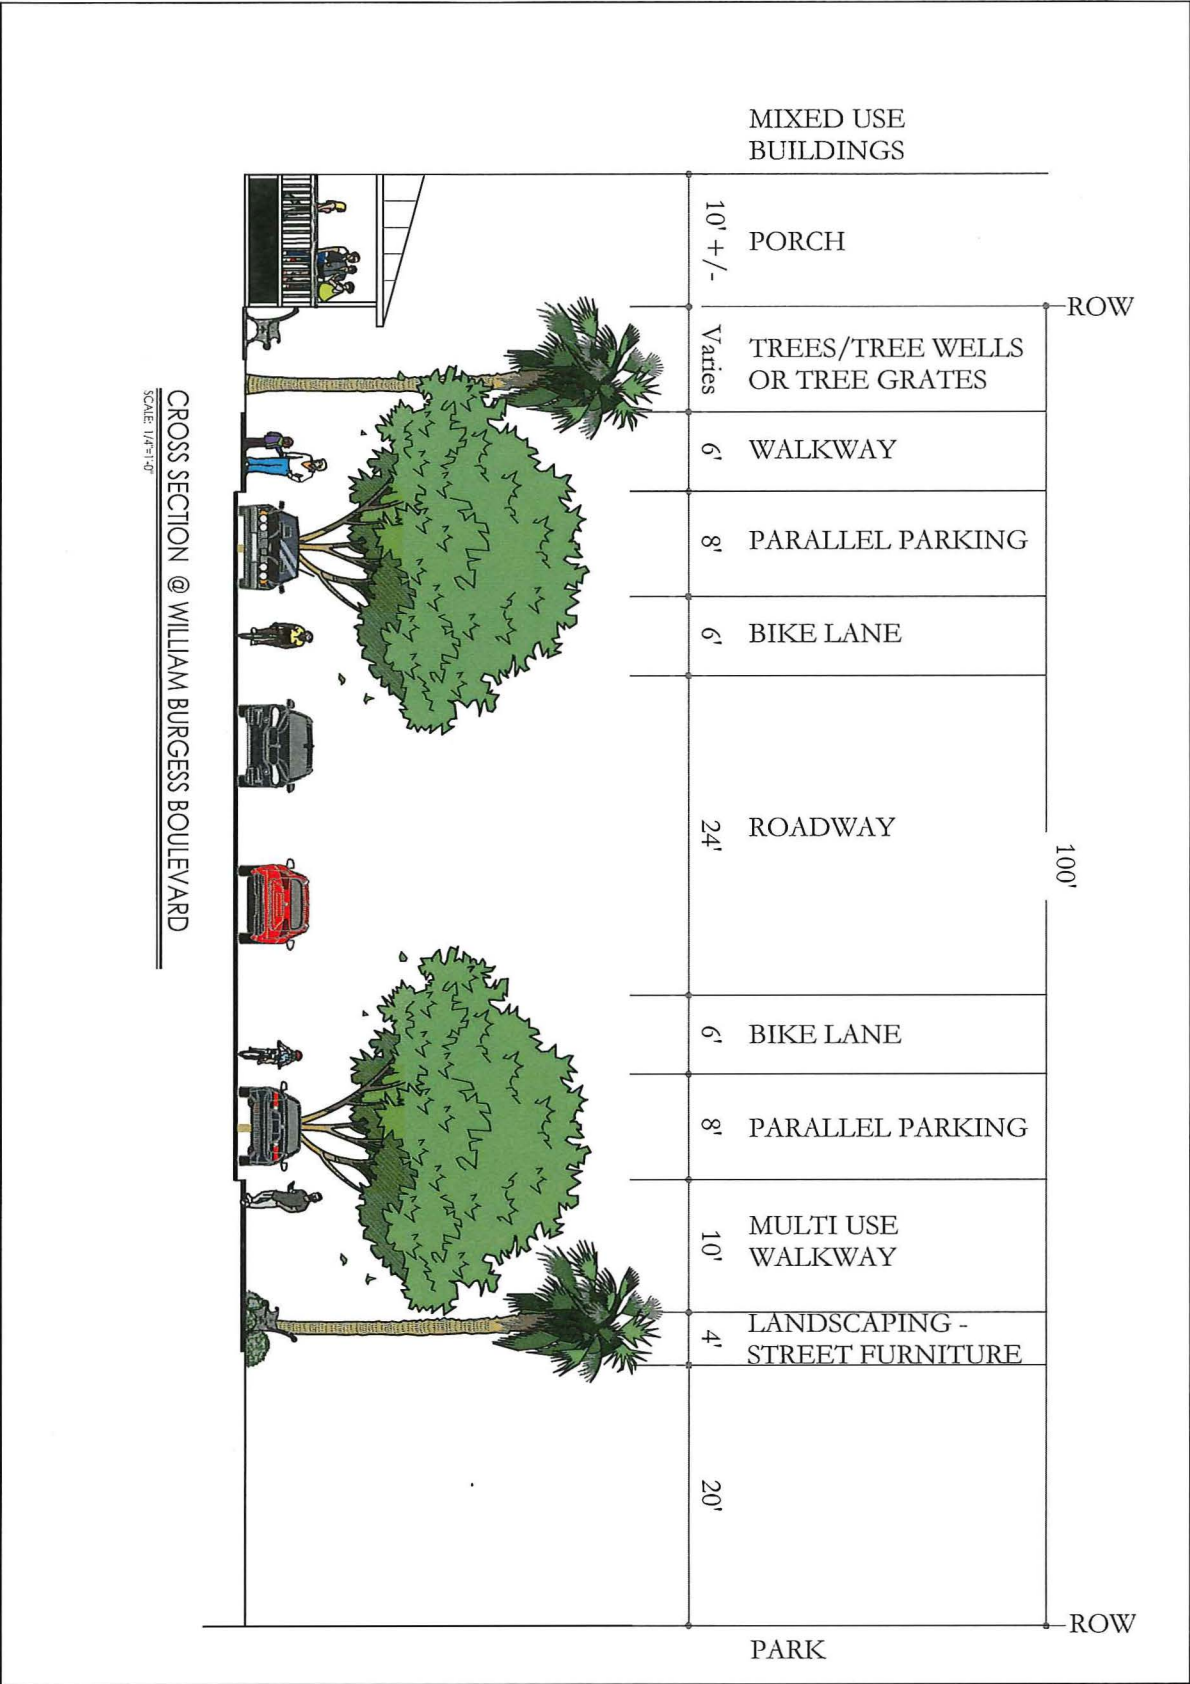 MIXED USE
BUILDINGS
10' +/-
PORCH
ROW
Varies
TREES/TREE WELLS
OR TREE GRATES
6'
WALKWAY
8'
PARALLEL PARKING
6'
BIKE LANE
24'
ROADWAY
100'
6'
BIKE LANE
8'
PARALLEL PARKING
10'
MULTI USE
WALKWAY
4'
LANDSCAPING -
STREET FURNITURE
20'
ROW
PARK
CROSS SECTION @ WILLIAM BURGESS BOULEVARD
SCALE: 1/4"=1'-0"